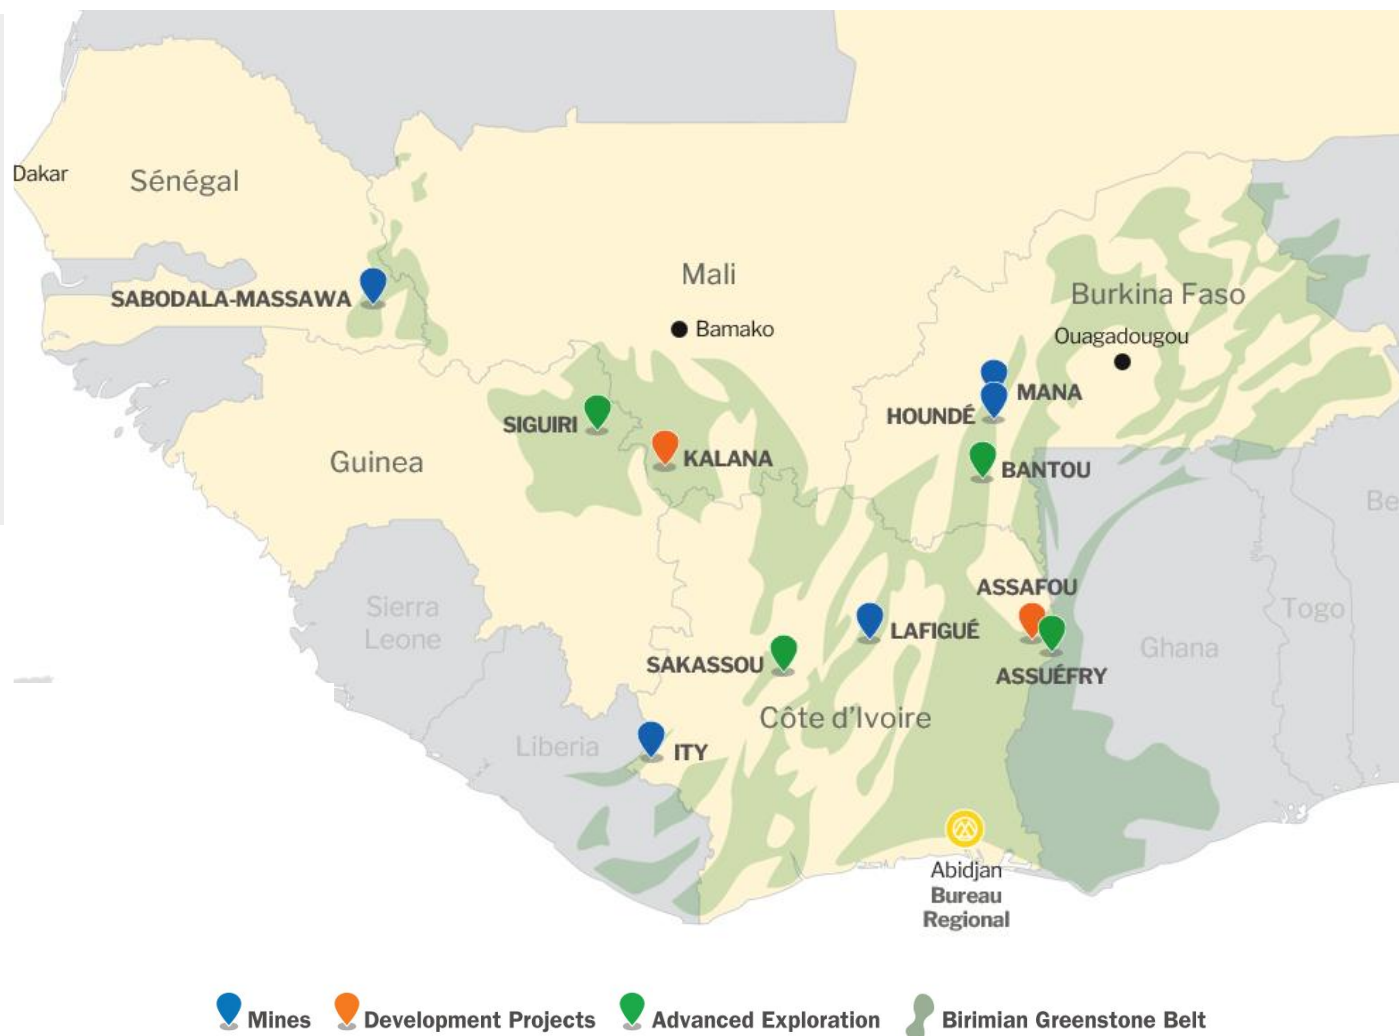 Dakar
Sénégal
Mali
SABODALA-MASSAWA
Burkina Faso
Bamako
Ouagadougou
MANA
HOUNDÉ
SIGUIRI
KALANA
Guinea
BANTOU
Be
ASSAFOU
Sierra
Leone
Togo
LAFIGUÉ
Ghana
SAKASSOU
ASSUÉFRY
Côte d’Ivoire
Liberia
ITY
Abidjan
Bureau
Regional
Mines
Development Projects
Advanced Exploration
Birimian Greenstone Belt